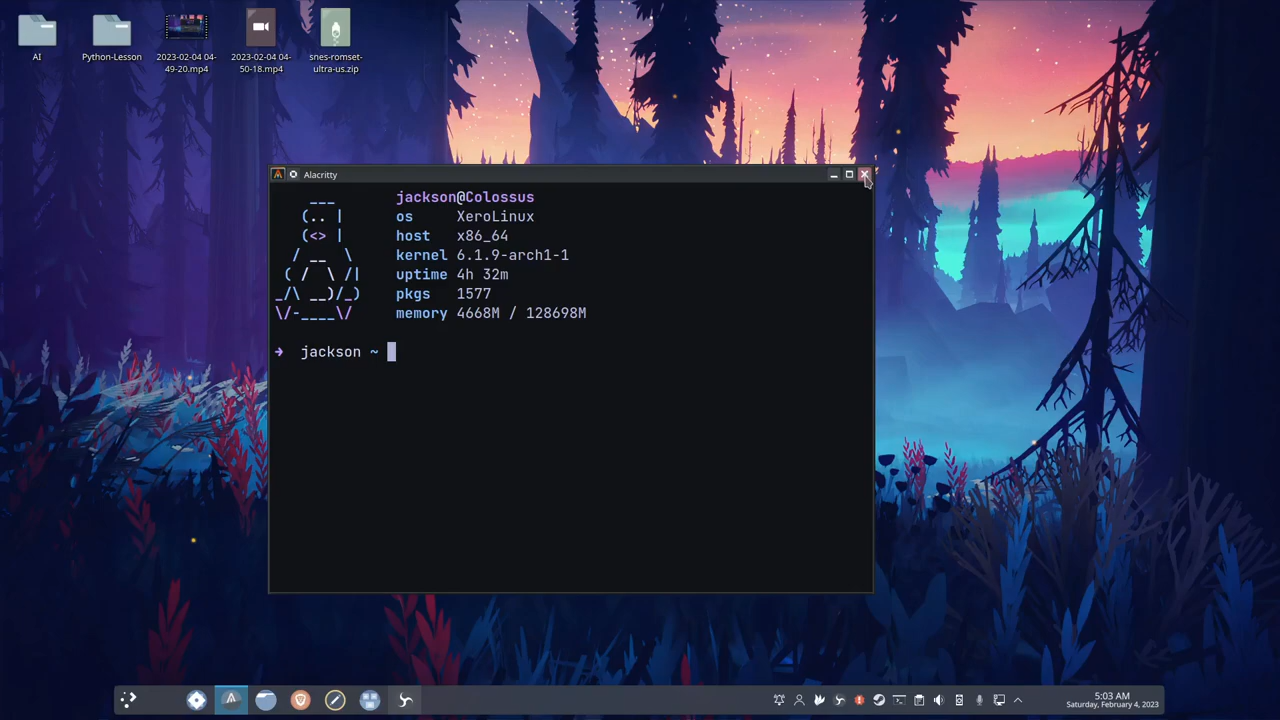 AI
Python-Lesson
2023-02-04 04-
49-20.mp4
2023-02-04 04-
50-18.mp4
snes-romset-
ultra-us.zip
Alacritty
jackson@Colossus
os XeroLinux
host x86_64
kernel 6.1.9-arch1-1
uptime 4h 32m
pkgs 1577
memory 4668M / 128698M
➜ jackson ~
5:03 AM
Saturday, February 4, 2023